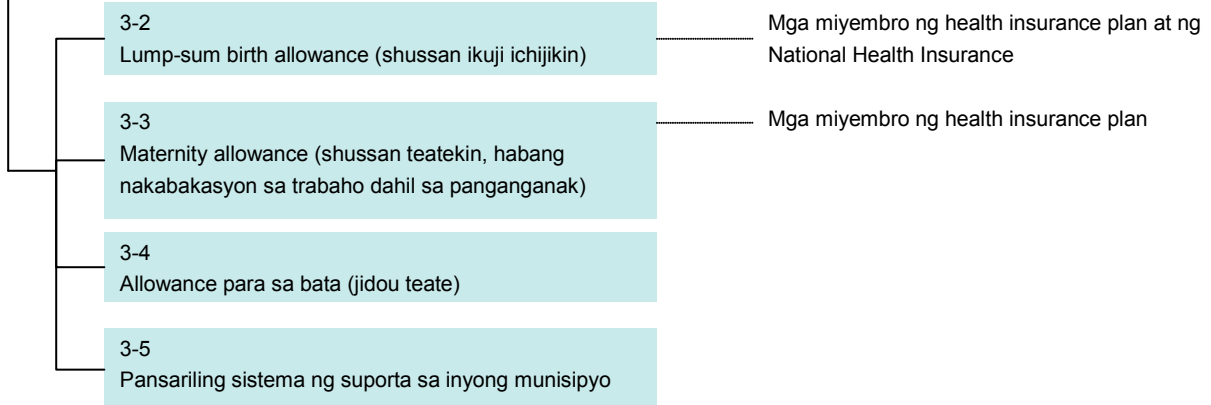 3-2
Lump-sum birth allowance (shussan ikuji ichijikin)
Mga miyembro ng health insurance plan at ng
National Health Insurance
3-3
Maternity allowance (shussan teatekin, habang
nakabakasyon sa trabaho dahil sa panganganak)
Mga miyembro ng health insurance plan
3-4
Allowance para sa bata (jidou teate)
3-5
Pansariling sistema ng suporta sa inyong munisipyo